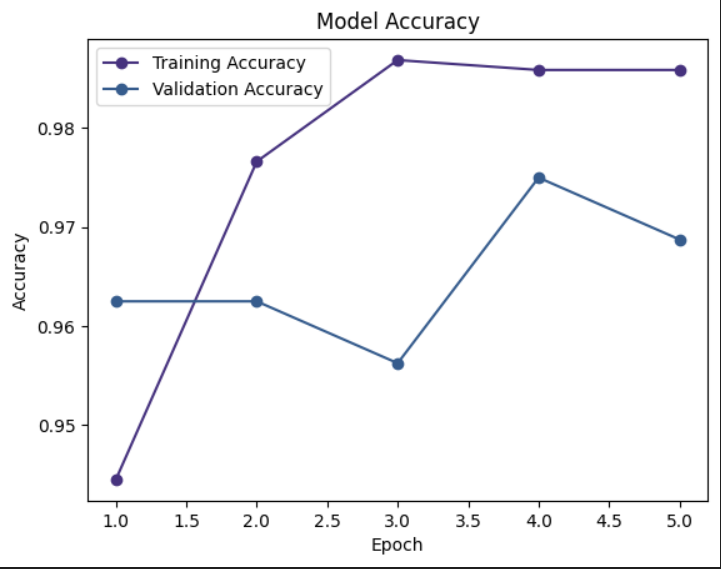 Model Accuracy
Training Accuracy
Validation Accuracy
0.98
0.97
0.96
0.95
Accuracy
1.0 1.5 2.0 2.5 3.0 3.5 4.0 4.5 5.0
Epoch